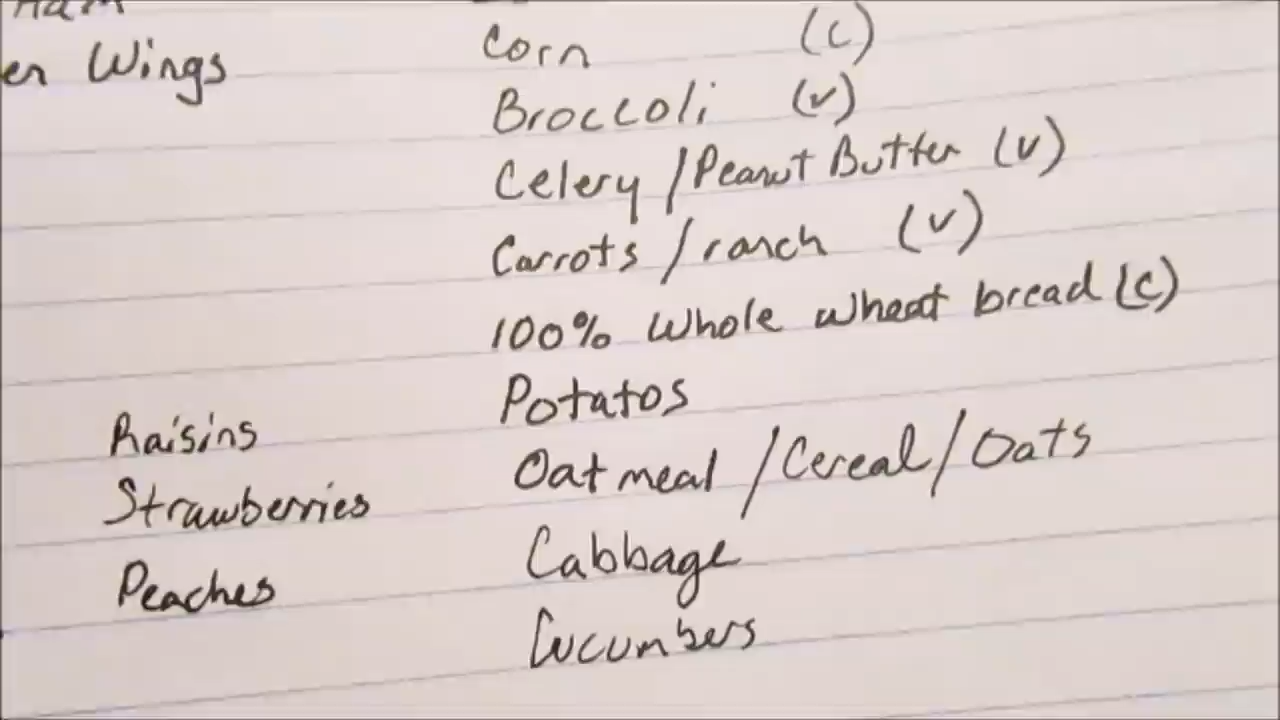 Ham
er Wings
Corn (C)
Broccoli (v)
Celery / Peanut Butter (v)
Carrots / ranch (v)
100% Whole wheat bread (C)
Potatos
Oatmeal / Cereal / Oats
Cabbage
Cucumbers
Raisins
Strawberries
Peaches